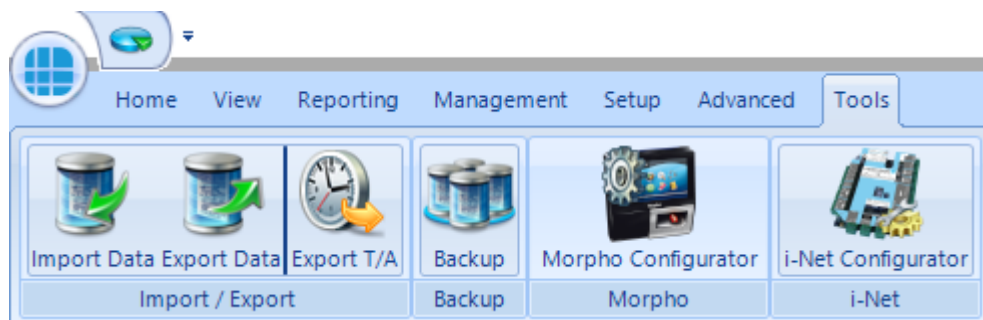 Home View Reporting Management Setup Advanced Tools
Import Data Export Data Export T/A Backup Morpho Configurator i-Net Configurator
Import / Export Backup Morpho i-Net